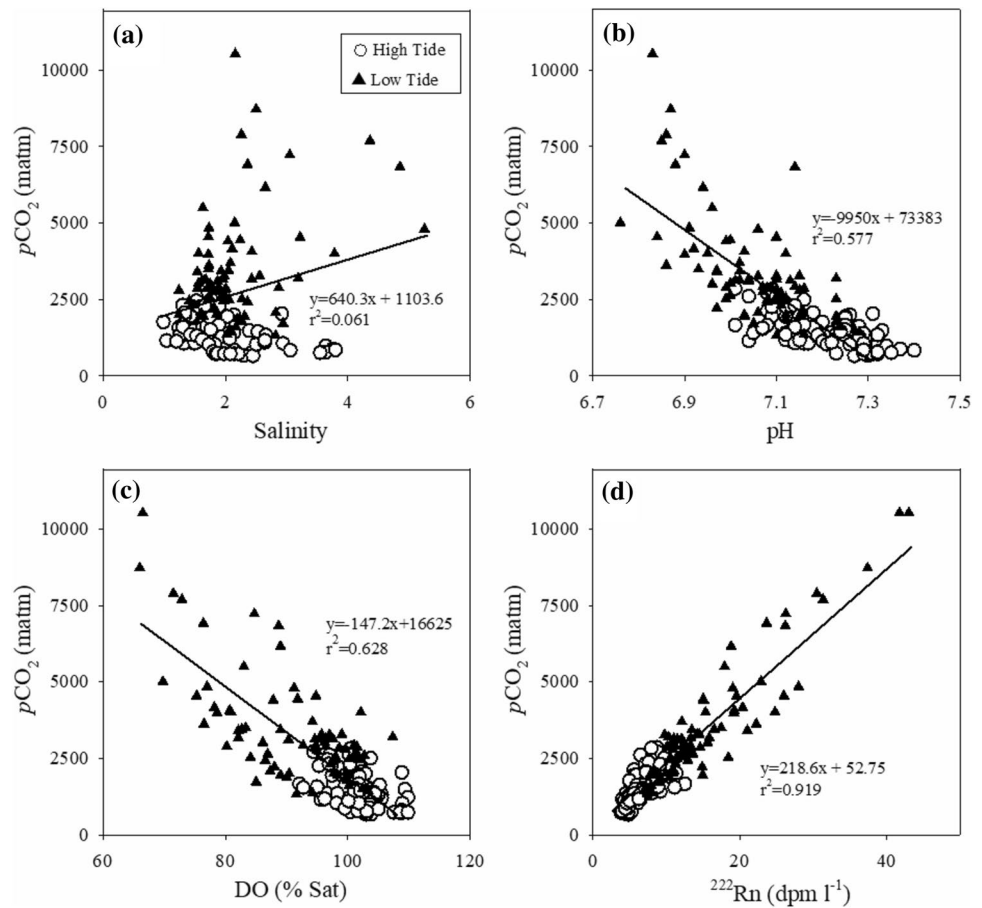 (a)
High Tide
Low Tide
10000
7500
5000
2500
0
pCO2 (matm)
y=640.3x + 1103.6
r2=0.061
0 2 4 6
Salinity
(b)
10000
7500
5000
2500
0
pCO2 (matm)
y=-9950x + 73383
r2=0.577
6.7 6.9 7.1 7.3 7.5
pH
(c)
10000
7500
5000
2500
0
pCO2 (matm)
y=-147.2x+16625
r2=0.628
60 80 100 120
DO (% Sat)
(d)
10000
7500
5000
2500
0
pCO2 (matm)
y=218.6x + 52.75
r2=0.919
0 20 40
222Rn (dpm l-1)